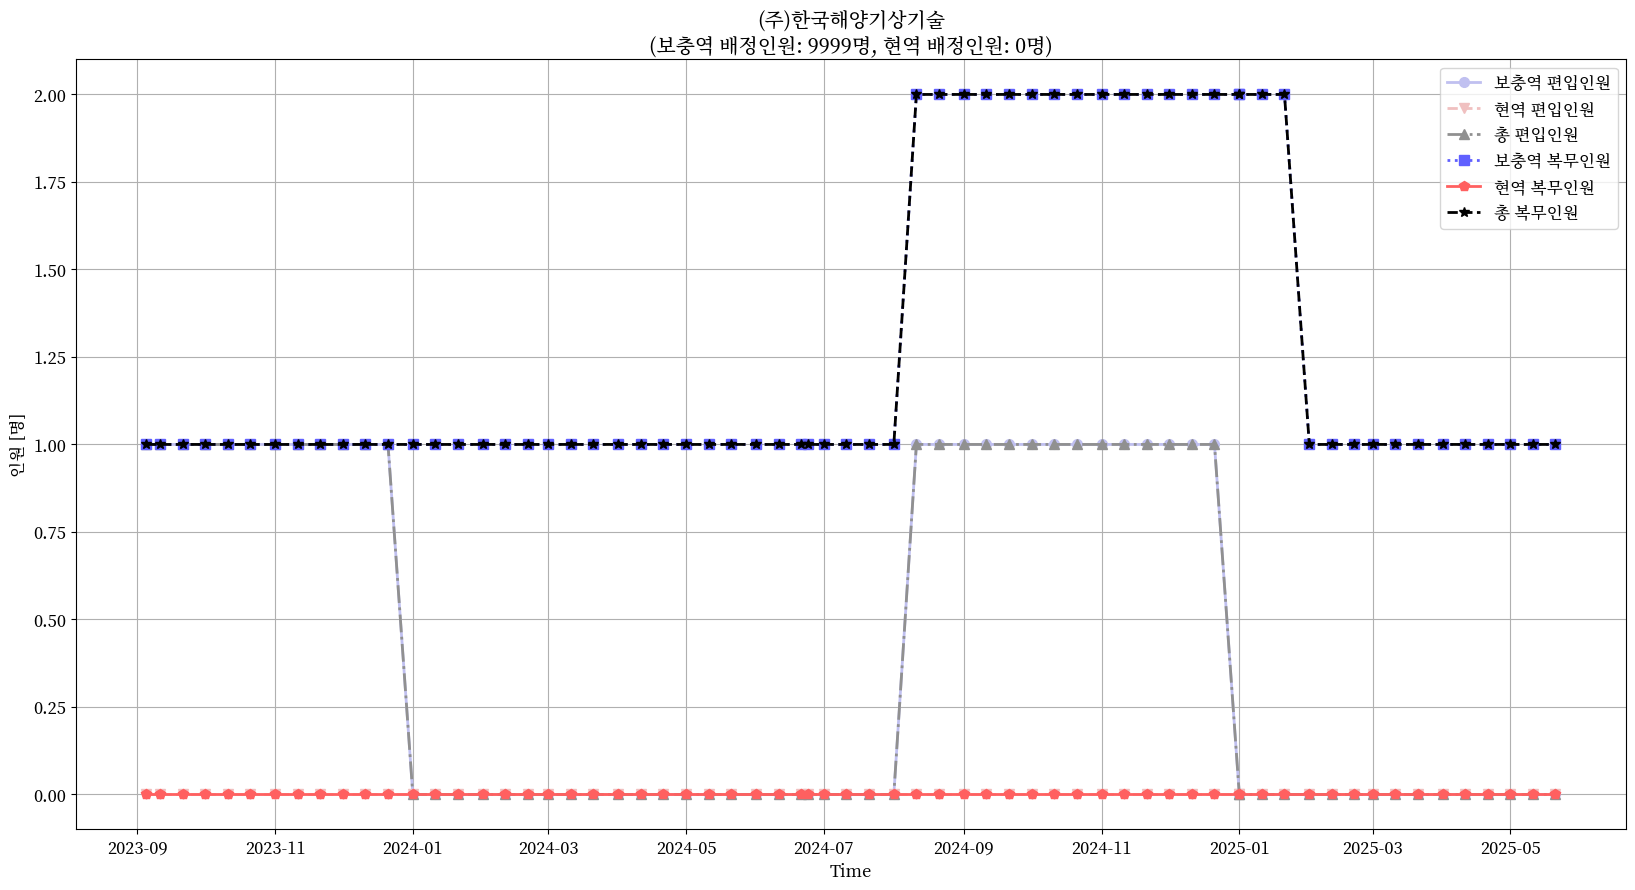 (주)한국해양기상기술
(보충역 배정인원: 9999명, 현역 배정인원: 0명)
보충역 편입인원
현역 편입인원
총 편입인원
보충역 복무인원
현역 복무인원
총 복무인원
인원 [명]
2.00
1.75
1.50
1.25
1.00
0.75
0.50
0.25
0.00
2023-09 2023-11 2024-01 2024-03 2024-05 2024-07 2024-09 2024-11 2025-01 2025-03 2025-05
Time